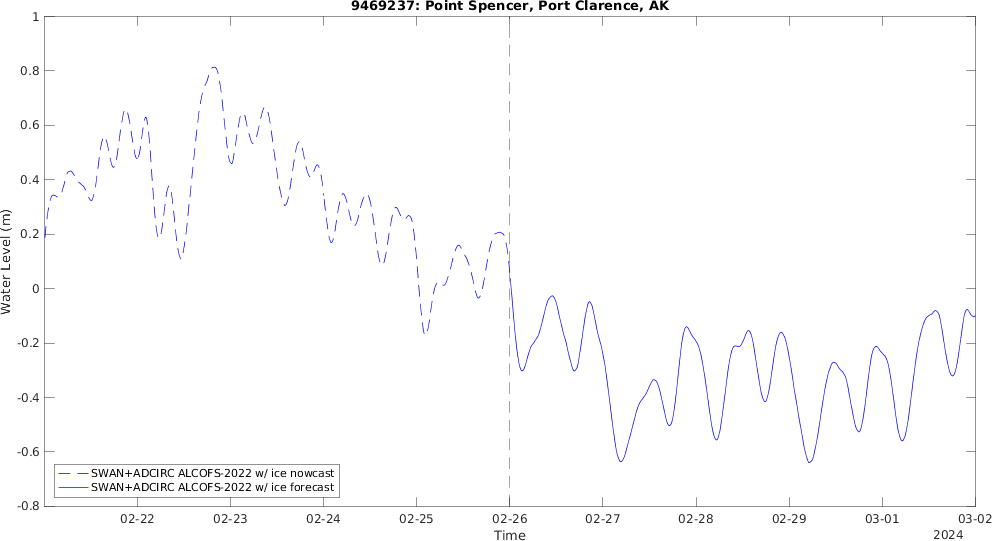 9469237: Point Spencer, Port Clarence, AK
1
0.8
0.6
0.4
0.2
0
-0.2
-0.4
-0.6
-0.8
Water Level (m)
SWAN+ADCIRC ALCOFS-2022 w/ ice nowcast
SWAN+ADCIRC ALCOFS-2022 w/ ice forecast
02-22 02-23 02-24 02-25 02-26 02-27 02-28 02-29 03-01 03-02
Time
2024